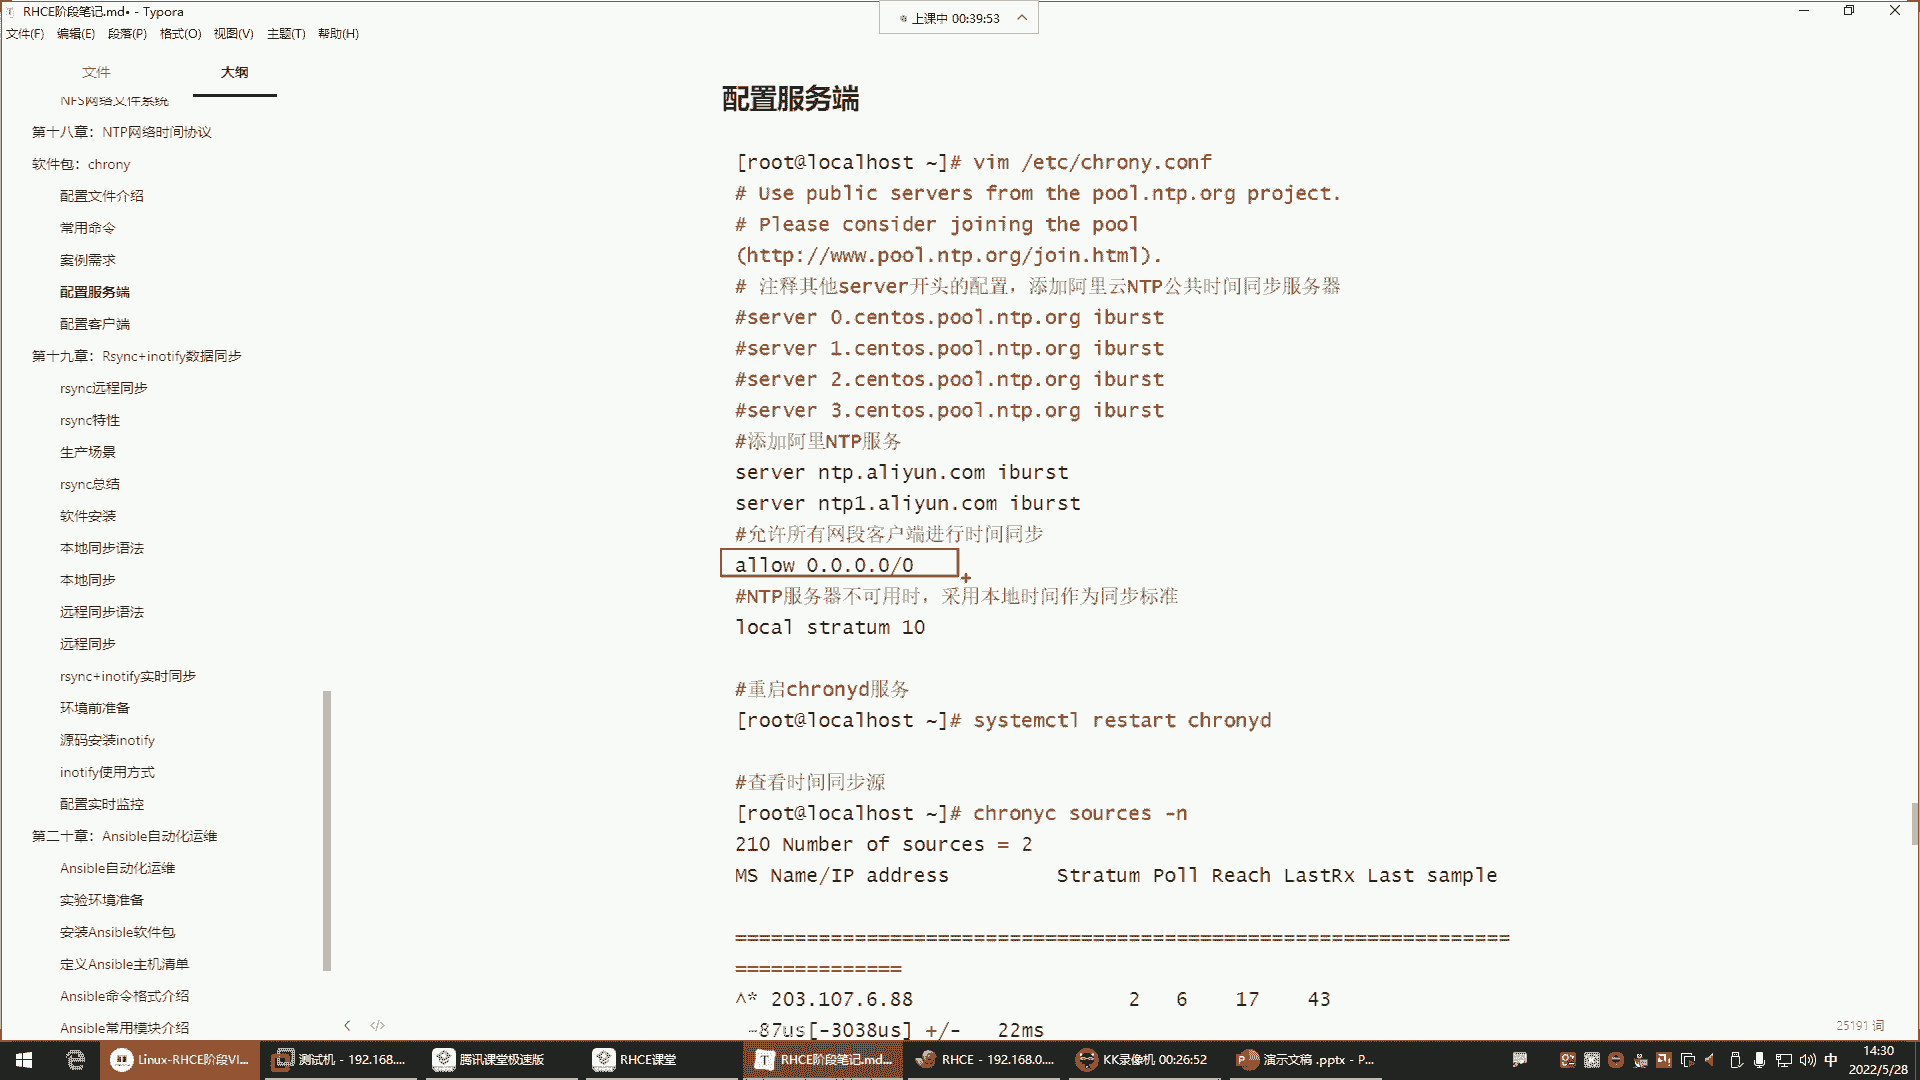 RHCE阶段笔记.md• - Typora
上课中 00:39:53
文件(F) 编辑(E) 段落(P) 格式(O) 视图(V) 主题(T) 帮助(H)
文件 大纲
NFS网络文件系统
第十八章：NTP网络时间协议
软件包：chrony
配置文件介绍
常用命令
案例需求
配置服务端
配置客户端
第十九章：Rsync+inotify数据同步
rsync远程同步
rsync特性
生产场景
rsync总结
软件安装
本地同步语法
本地同步
远程同步语法
远程同步
rsync+inotify实时同步
环境前准备
源码安装inotify
inotify使用方式
配置实时监控
第二十章：Ansible自动化运维
Ansible自动化运维
实验环境准备
安装Ansible软件包
定义Ansible主机清单
Ansible命令格式介绍
Ansible常用模块介绍
配置服务端
[root@localhost ~]# vim /etc/chrony.conf
# Use public servers from the pool.ntp.org project.
# Please consider joining the pool
(http://www.pool.ntp.org/join.html).
# 注释其他server开头的配置，添加阿里云NTP公共时间同步服务器
#server 0.centos.pool.ntp.org iburst
#server 1.centos.pool.ntp.org iburst
#server 2.centos.pool.ntp.org iburst
#server 3.centos.pool.ntp.org iburst
#添加阿里NTP服务
server ntp.aliyun.com iburst
server ntp1.aliyun.com iburst
#允许所有网段客户端进行时间同步
allow 0.0.0.0/0
#NTP服务器不可用时，采用本地时间作为同步标准
local stratum 10
#重启chronyd服务
[root@localhost ~]# systemctl restart chronyd
#查看时间同步源
[root@localhost ~]# chronyc sources -n
210 Number of sources = 2
MS Name/IP address Stratum Poll Reach LastRx Last sample
=================================================================
==============
^* 203.107.6.88 2 6 17 43
-87us[-3038us] +/- 22ms
25191 词
Linux-RHCE阶段VI...
测试机 - 192.168....
腾讯课堂极速版
RHCE课堂
RHCE阶段笔记.md...
RHCE - 192.168.0....
KK录像机 00:26:52
演示文稿 .pptx - P...
中
14:30
2022/5/28